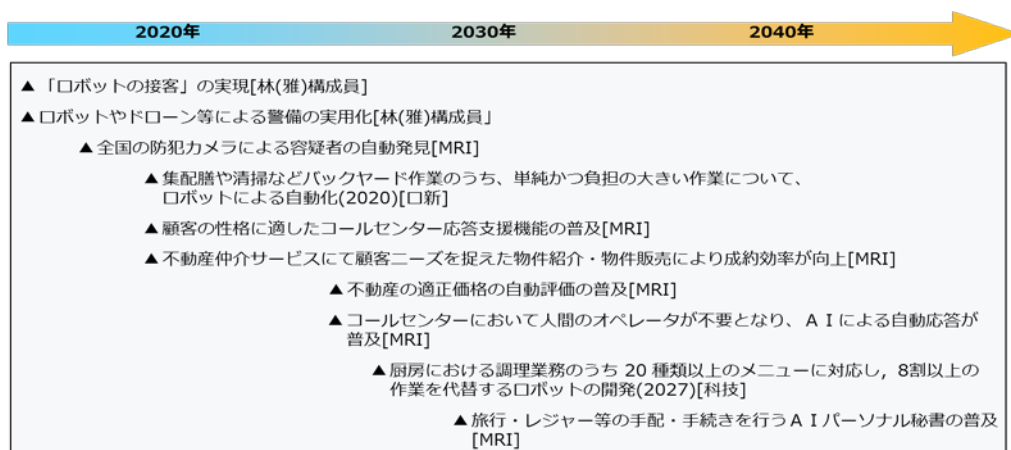 2020年 2030年 2040年
▲「ロボットの接客」の実現[林(雅)構成員]
▲ロボットやドローン等による警備の実用化[林(雅)構成員」
▲全国の防犯カメラによる容疑者の自動発見[MRI]
▲集配膳や清掃などバックヤード作業のうち、単純かつ負担の大きい作業について、
ロボットによる自動化(2020)[ロ新]
▲顧客の性格に適したコールセンター応答支援機能の普及[MRI]
▲不動産仲介サービスにて顧客ニーズを捉えた物件紹介・物件販売により成約効率が向上[MRI]
▲不動産の適正価格の自動評価の普及[MRI]
▲コールセンターにおいて人間のオペレータが不要となり、ＡＩによる自動応答が
普及[MRI]
▲厨房における調理業務のうち 20 種類以上のメニューに対応し，8割以上の
作業を代替するロボットの開発(2027)[科技]
▲旅行・レジャー等の手配・手続きを行うＡＩパーソナル秘書の普及
[MRI]